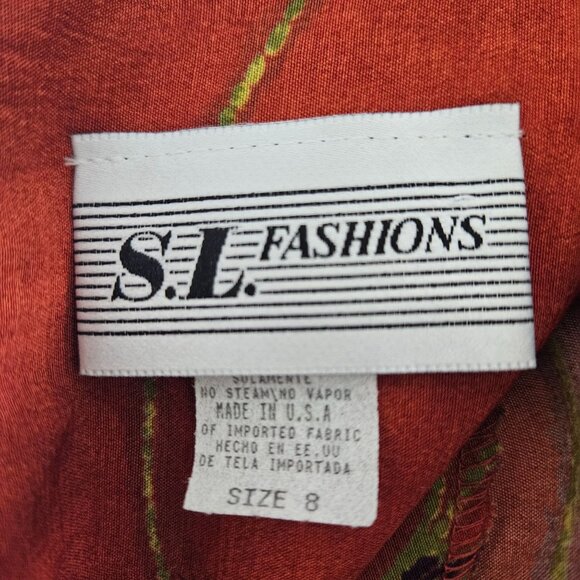 S.L. FASHIONS
SOLAMENTE
NO STEAM\NO VAPOR
MADE IN U.S.A
OF IMPORTED FABRIC
HECHO EN EE.UU
DE TELA IMPORTADA
SIZE 8